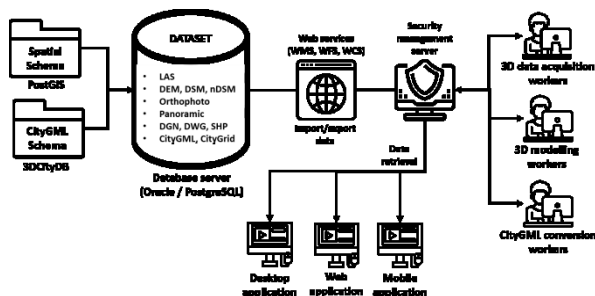 Spatial
Schema
PostGIS
CityGML
Schema
3DCityDB
DATASET
• LAS
• DEM, DSM, nDSM
• Orthophoto
• Panoramic
• DGN, DWG, SHP
• CityGML, CityGrid
Database server
(Oracle / PostgreSQL)
Web services
(WMS, WFS, WCS)
Import/export
data
Security
management
server
Data
retrieval
Desktop
application
Web
application
Mobile
application
3D data acquisition
workers
3D modelling
workers
CityGML conversion
workers